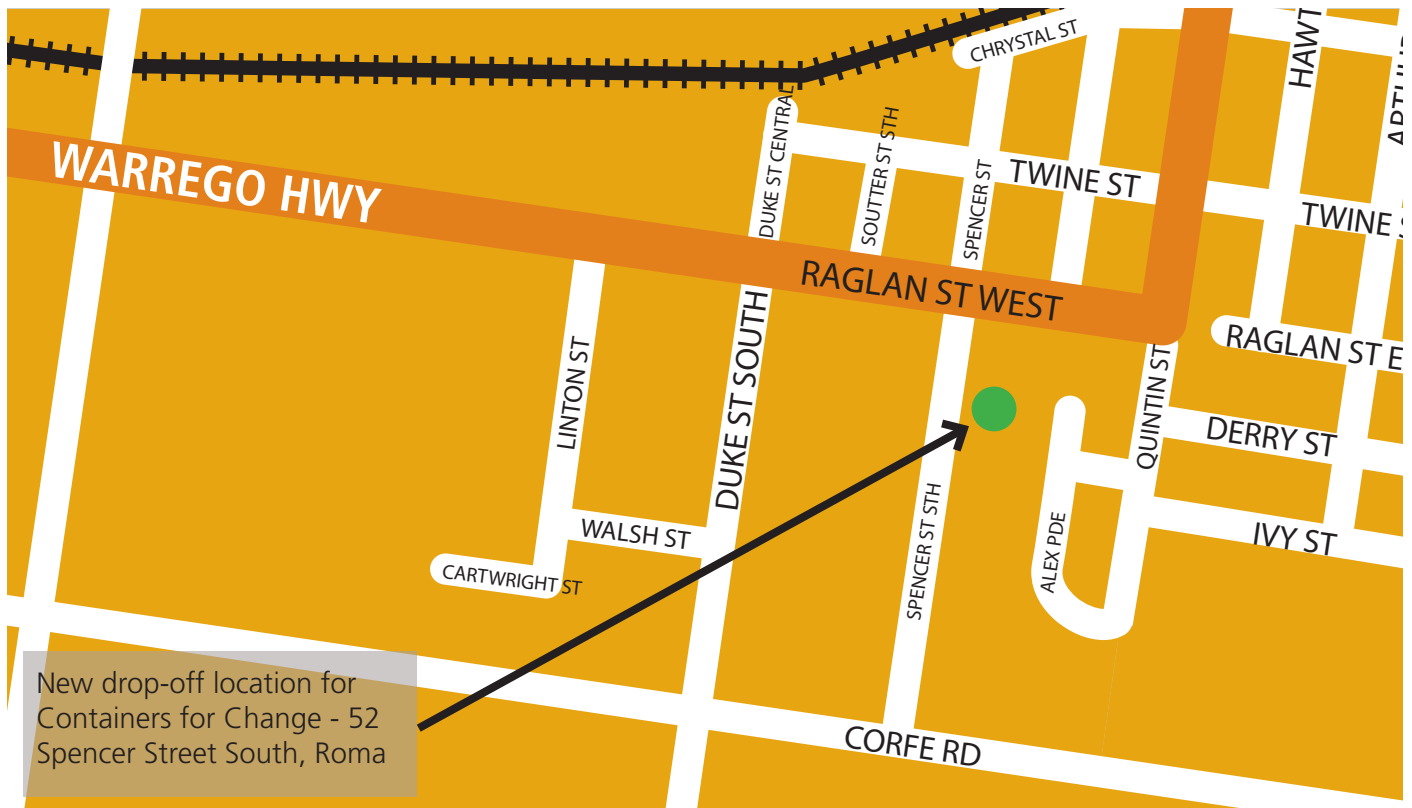 CHRYSTAL ST
HAWT
ARTHUR
DUKE ST CENTRAL
SOUTTER ST STH
SPENCER ST
TWINE ST
TWINE S
WARREGO HWY
RAGLAN ST WEST
RAGLAN ST E
LINTON ST
DUKE ST SOUTH
QUINTIN ST
DERRY ST
WALSH ST
IVY ST
CARTWRIGHT ST
SPENCER ST STH
ALEX PDE
New drop-off location for
Containers for Change - 52
Spencer Street South, Roma
CORFE RD